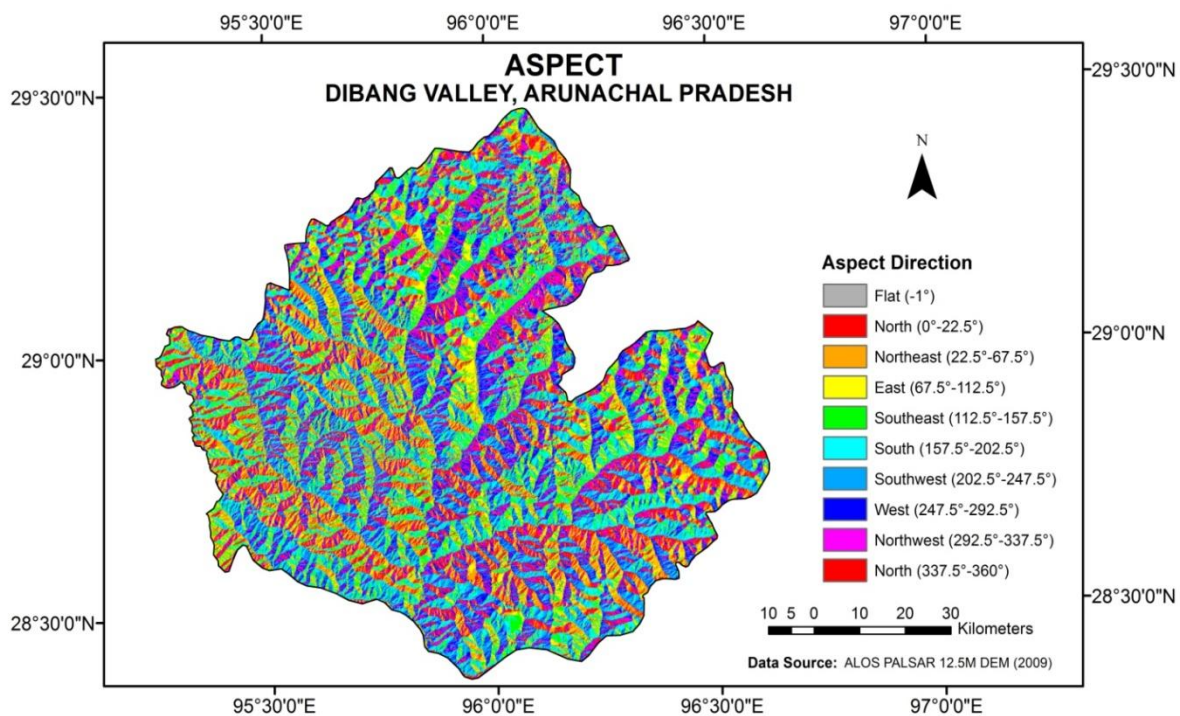 95°30'0"E 96°0'0"E 96°30'0"E 97°0'0"E
ASPECT
DIBANG VALLEY, ARUNACHAL PRADESH
29°30'0"N
29°30'0"N
N
Aspect Direction
Flat (-1°)
North (0°-22.5°)
Northeast (22.5°-67.5°)
East (67.5°-112.5°)
Southeast (112.5°-157.5°)
South (157.5°-202.5°)
Southwest (202.5°-247.5°)
West (247.5°-292.5°)
Northwest (292.5°-337.5°)
North (337.5°-360°)
29°0'0"N
29°0'0"N
28°30'0"N
28°30'0"N
10 5 0 10 20 30
Kilometers
Data Source: ALOS PALSAR 12.5M DEM (2009)
95°30'0"E 96°0'0"E 96°30'0"E 97°0'0"E